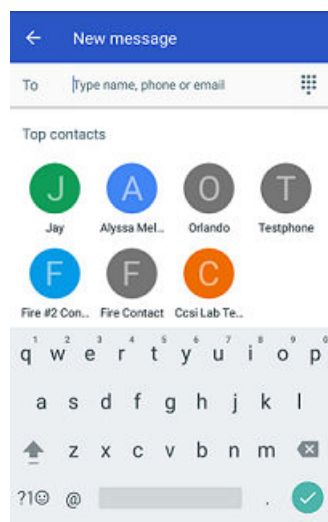 New message
To Type name, phone or email
Top contacts
J A O T
Jay Alyssa Mel... Orlando Testphone
F F C
Fire #2 Con... Fire Contact Ccsi Lab Te...
1 2 3 4 5 6 7 8 9 0
q w e r t y u i o p
a s d f g h j k l
z x c v b n m
?1☺ @ .